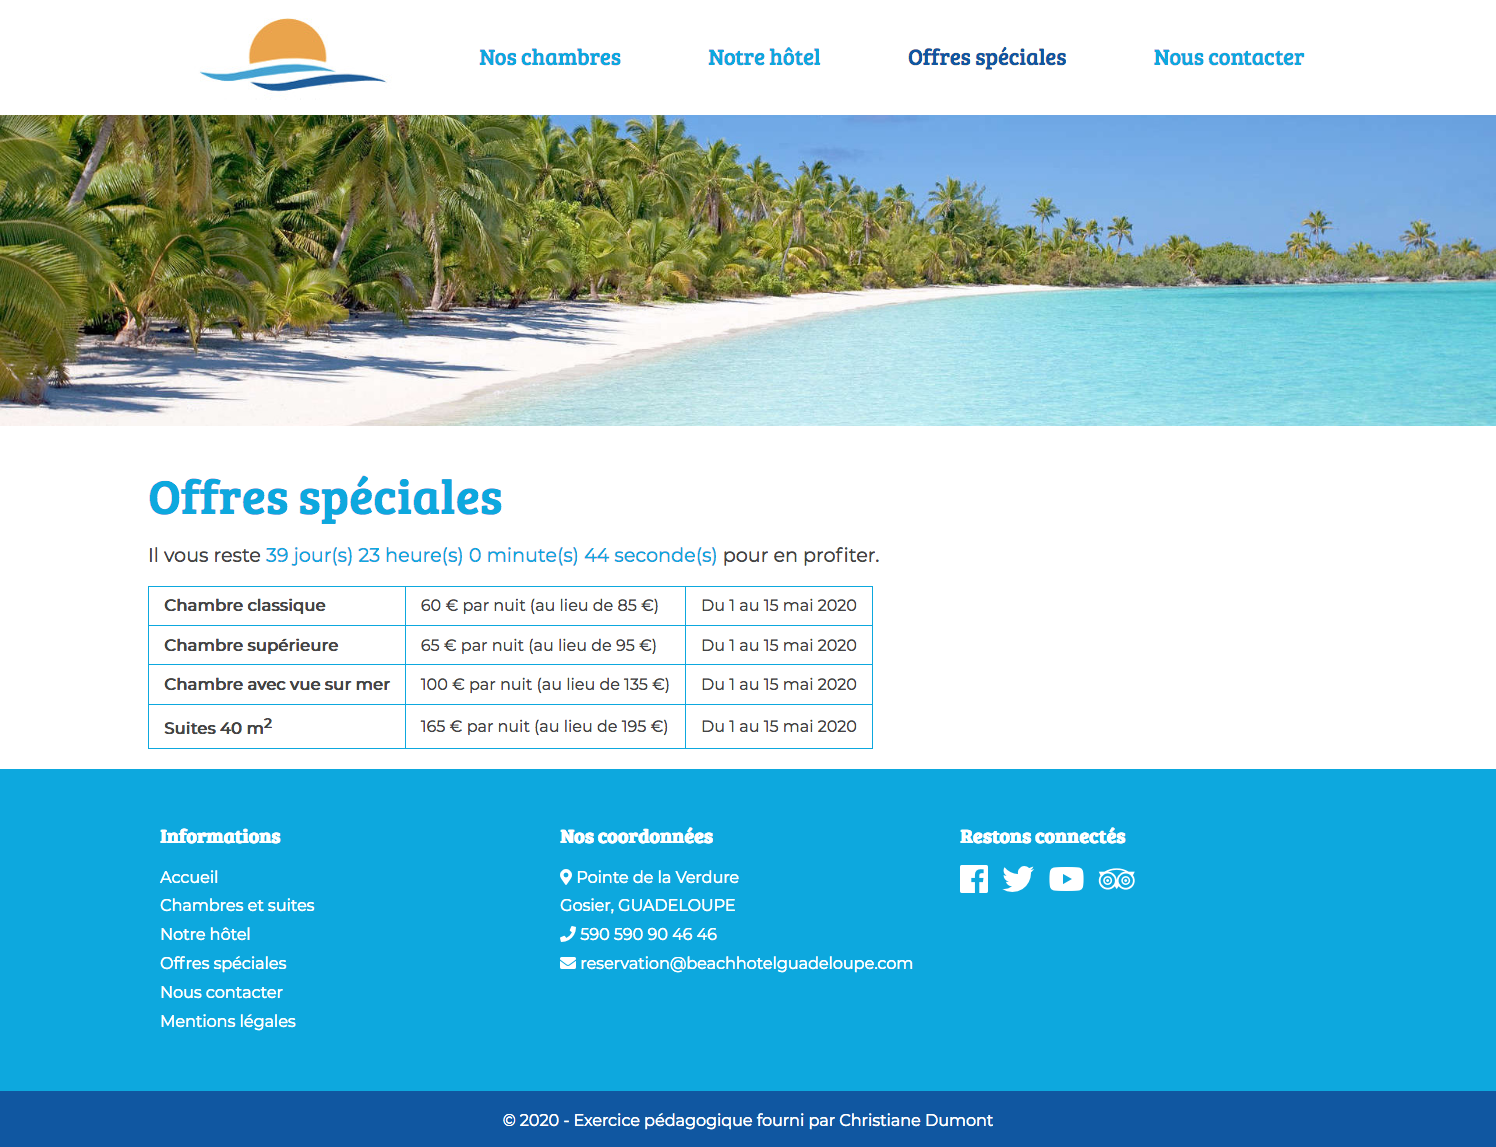 Nos chambres
Notre hôtel
Offres spéciales
Nous contacter
Offres spéciales
Il vous reste 39 jour(s) 23 heure(s) 0 minute(s) 44 seconde(s) pour en profiter.
Chambre classique 60 € par nuit (au lieu de 85 €) Du 1 au 15 mai 2020
Chambre supérieure 65 € par nuit (au lieu de 95 €) Du 1 au 15 mai 2020
Chambre avec vue sur mer 100 € par nuit (au lieu de 135 €) Du 1 au 15 mai 2020
Suites 40 m² 165 € par nuit (au lieu de 195 €) Du 1 au 15 mai 2020
Informations
Accueil
Chambres et suites
Notre hôtel
Offres spéciales
Nous contacter
Mentions légales
Nos coordonnées
Pointe de la Verdure
Gosier, GUADELOUPE
590 590 90 46 46
reservation@beachhotelguadeloupe.com
Restons connectés
© 2020 - Exercice pédagogique fourni par Christiane Dumont